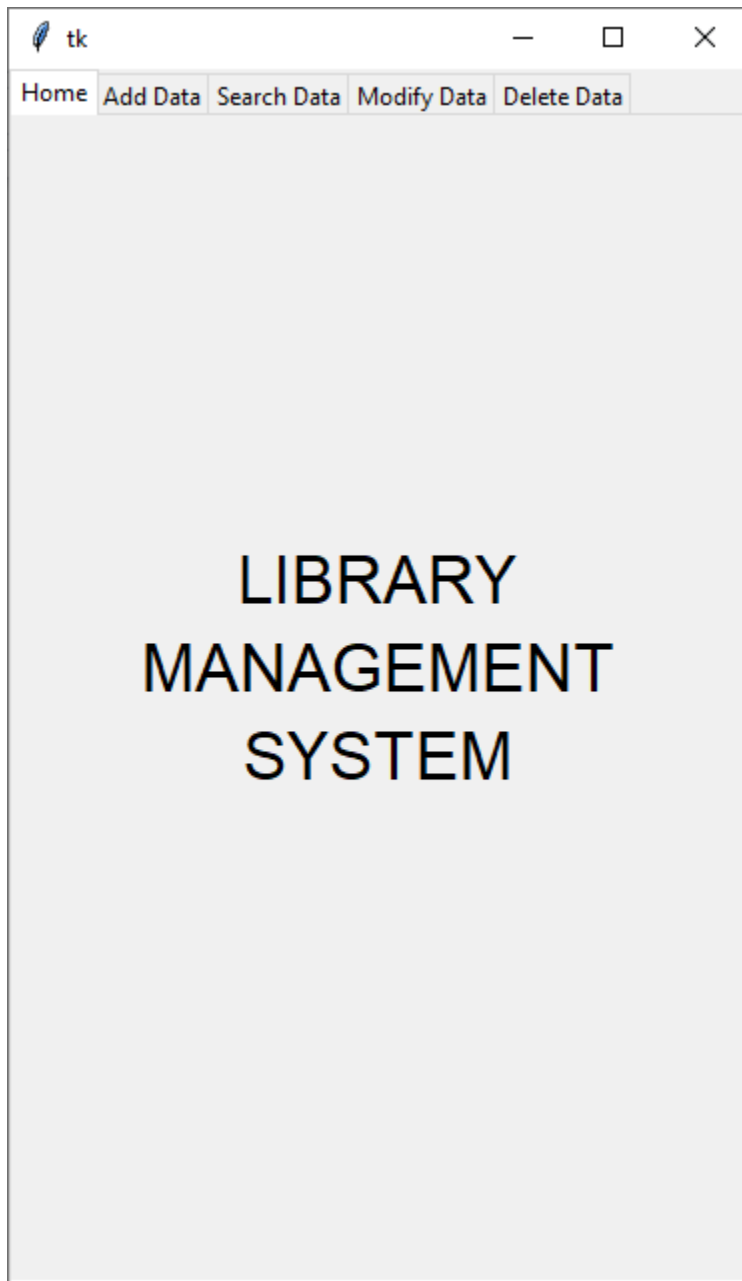 tk
Home Add Data Search Data Modify Data Delete Data
LIBRARY
MANAGEMENT
SYSTEM